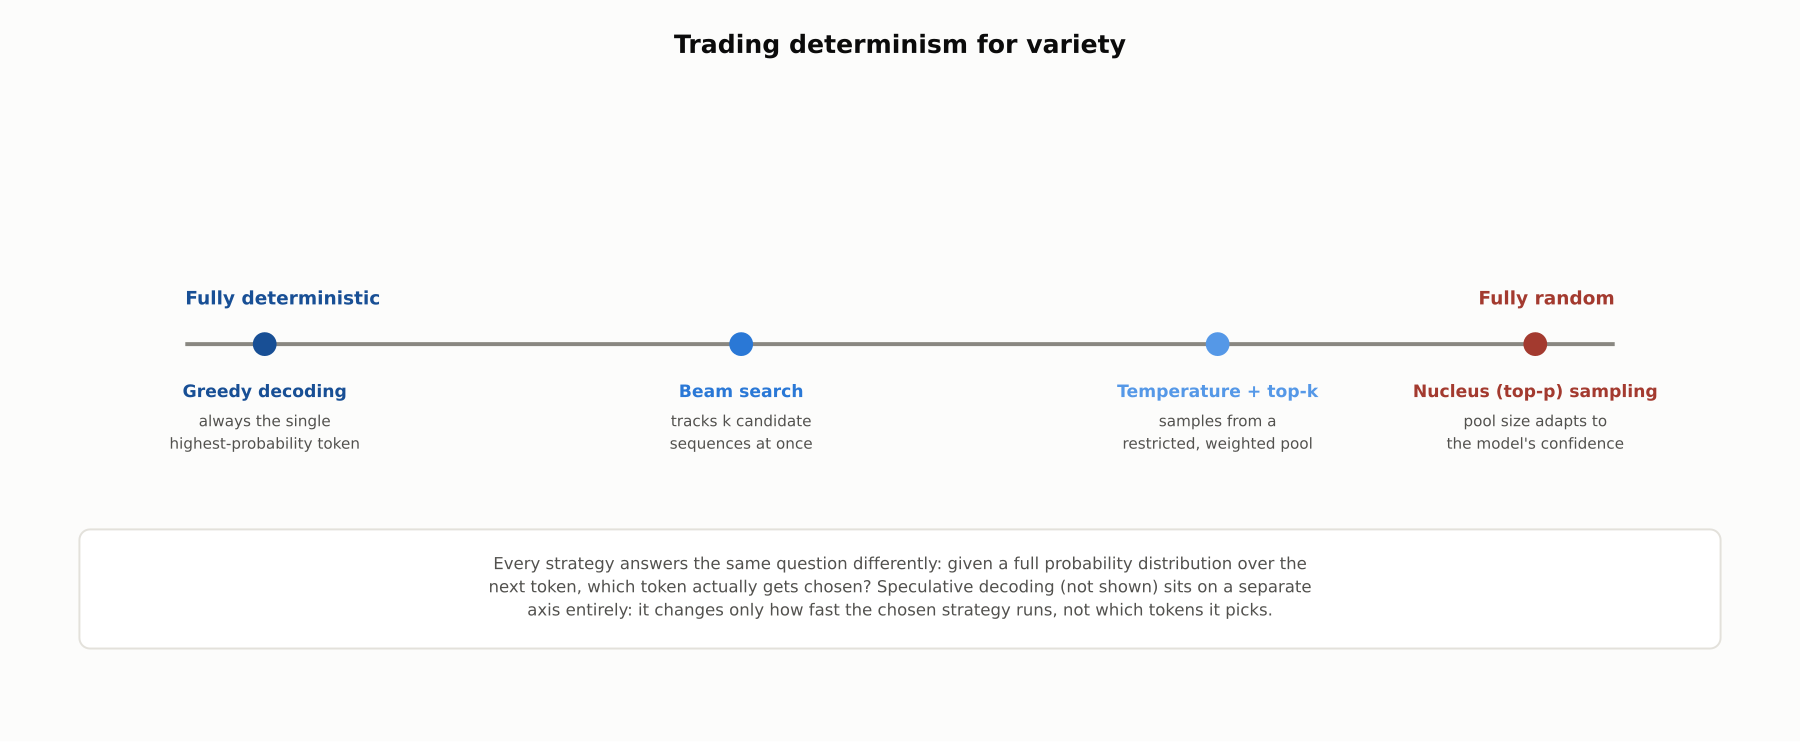 Trading determinism for variety
Fully deterministic
Fully random
Greedy decoding
always the single
highest-probability token
Beam search
tracks k candidate
sequences at once
Temperature + top-k
samples from a
restricted, weighted pool
Nucleus (top-p) sampling
pool size adapts to
the model's confidence
Every strategy answers the same question differently: given a full probability distribution over the
next token, which token actually gets chosen? Speculative decoding (not shown) sits on a separate
axis entirely: it changes only how fast the chosen strategy runs, not which tokens it picks.